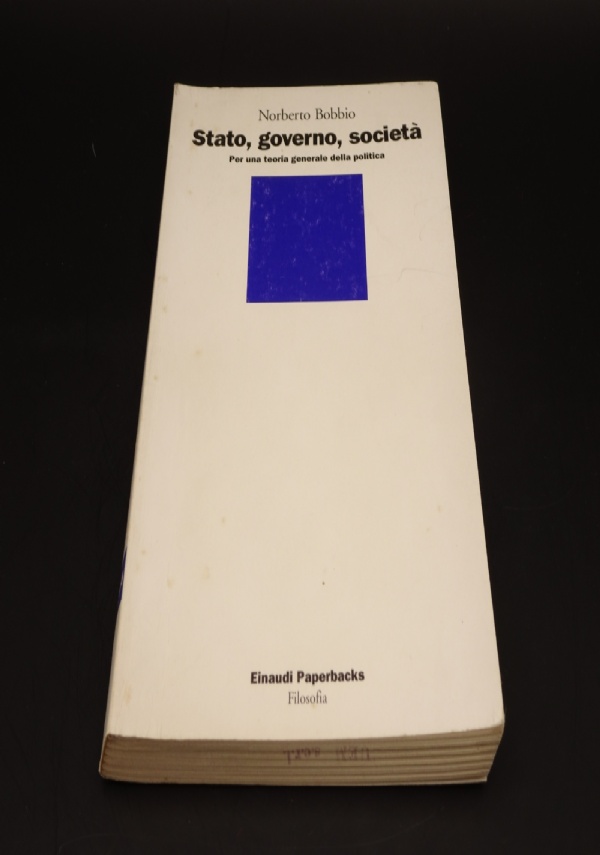 Norberto Bobbio
Stato, governo, società
Per una teoria generale della politica
Einaudi Paperbacks
Filosofia